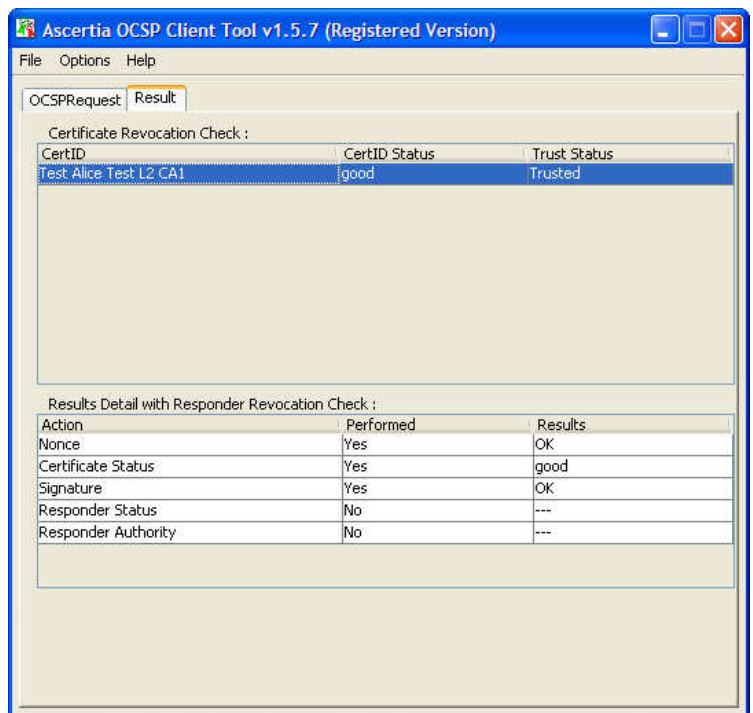 Ascertia OCSP Client Tool v1.5.7 (Registered Version)
File Options Help
OCSPRequest Result
Certificate Revocation Check :
CertID CertID Status Trust Status
Test Alice Test L2 CA1 good Trusted
Results Detail with Responder Revocation Check :
Action Performed Results
Nonce Yes OK
Certificate Status Yes good
Signature Yes OK
Responder Status No ---
Responder Authority No ---